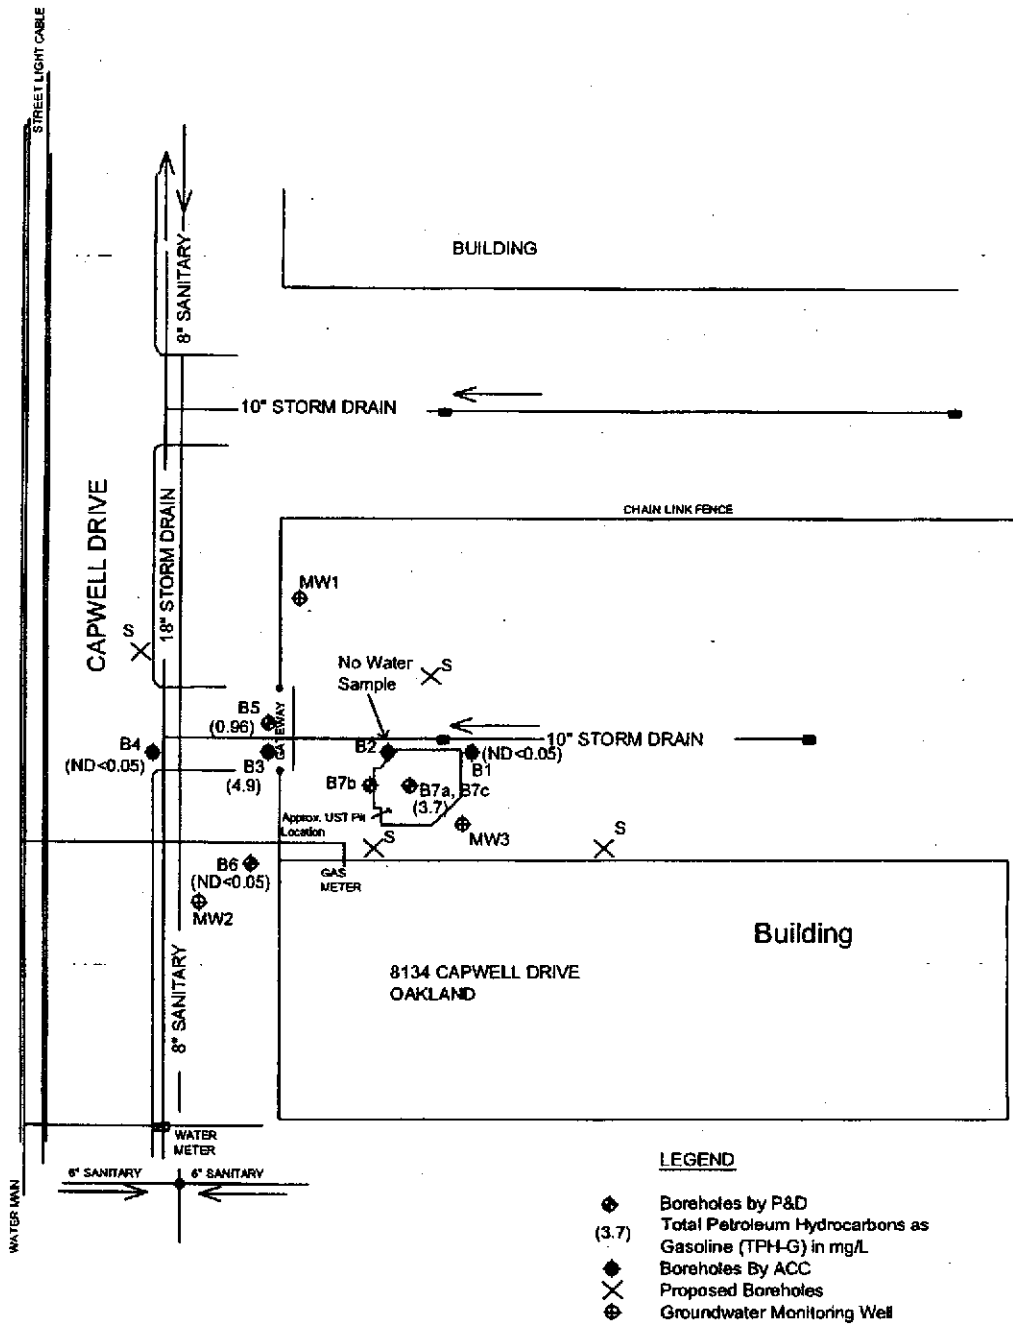 STREET LIGHT CABLE
8" SANITARY
BUILDING
10" STORM DRAIN
CHAIN LINK FENCE
CAPWELL DRIVE
18" STORM DRAIN
MW1
S
No Water
Sample
S
B5
(0.96)
GATEWAY
B4
(ND<0.05)
B3
(4.9)
B2
10" STORM DRAIN
(ND<0.05)
B1
B7b
B7a, B7c
(3.7)
Approx. UST Pit
Location
MW3
S
S
B6
(ND<0.05)
GAS
METER
MW2
Building
8134 CAPWELL DRIVE
OAKLAND
8" SANITARY
WATER
METER
6" SANITARY
6" SANITARY
WATER MAIN
LEGEND
Boreholes by P&D
(3.7) Total Petroleum Hydrocarbons as
Gasoline (TPH-G) in mg/L
Boreholes By ACC
Proposed Boreholes
Groundwater Monitoring Well